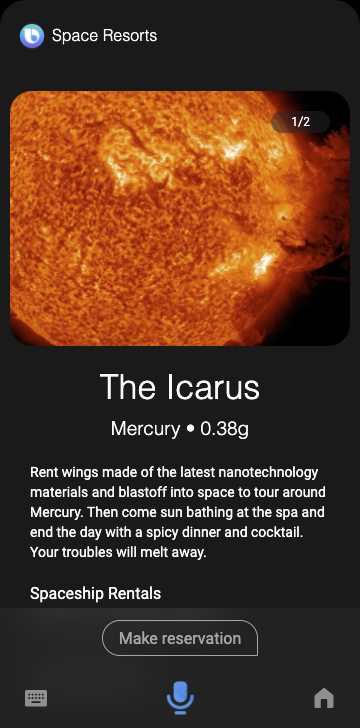 Space Resorts
1/2
The Icarus
Mercury • 0.38g
Rent wings made of the latest nanotechnology
materials and blastoff into space to tour around
Mercury. Then come sun bathing at the spa and
end the day with a spicy dinner and cocktail.
Your troubles will melt away.
Spaceship Rentals
Make reservation